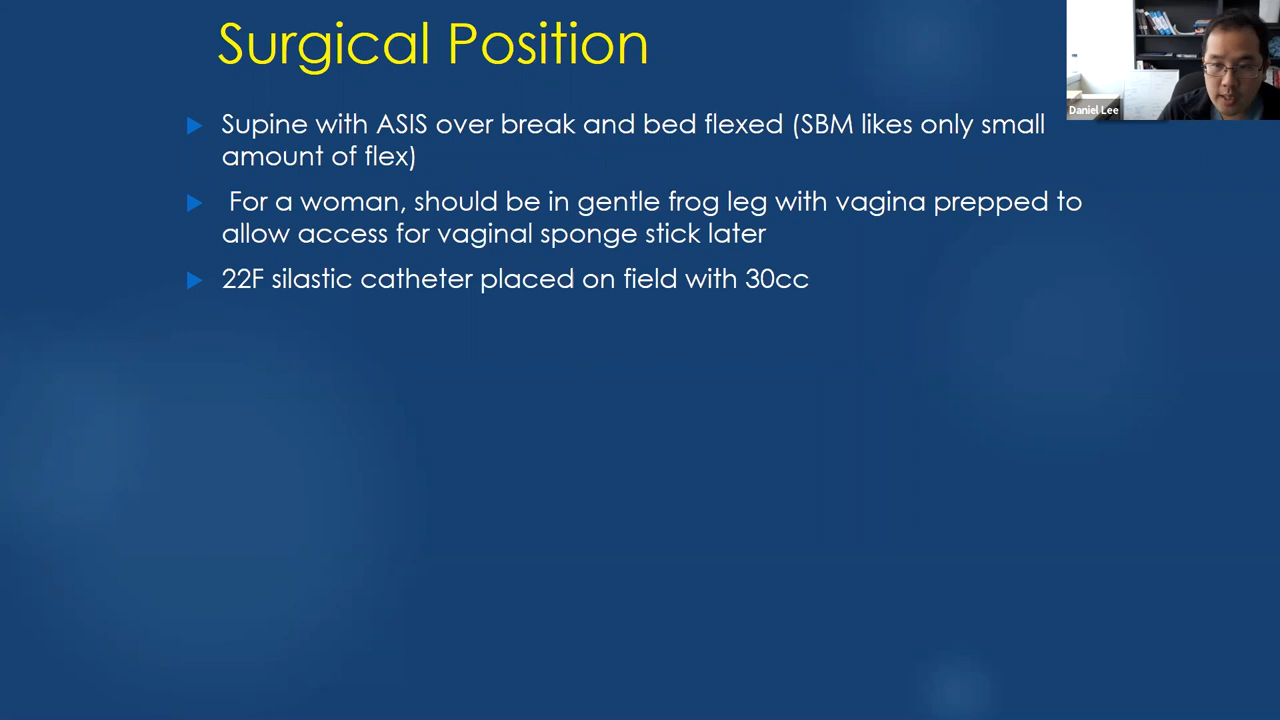 Surgical Position
Supine with ASIS over break and bed flexed (SBM likes only small
amount of flex)
For a woman, should be in gentle frog leg with vagina prepped to
allow access for vaginal sponge stick later
22F silastic catheter placed on field with 30cc
Daniel Lee